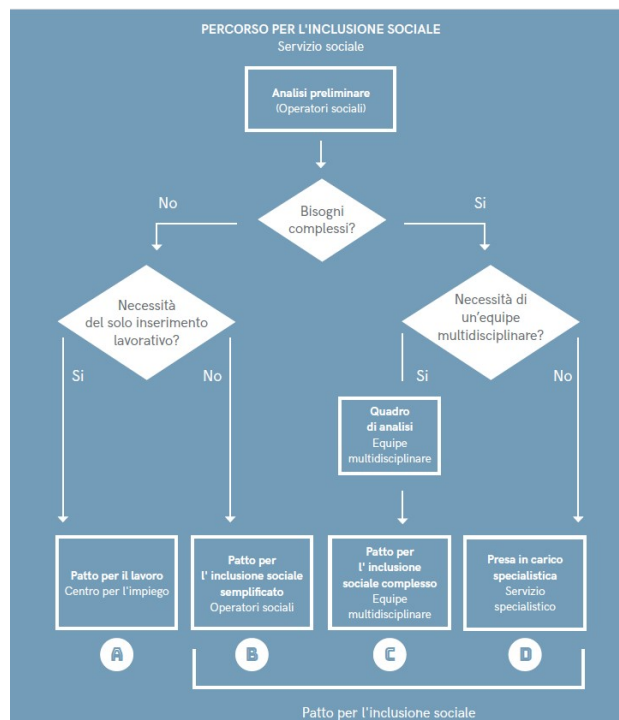 PERCORSO PER L'INCLUSIONE SOCIALE
Servizio sociale
Analisi preliminare
(Operatori sociali)
No
Bisogni
complessi?
Si
Necessità
del solo inserimento
lavorativo?
Necessità di
un'equipe
multidisciplinare?
Si
No
Si
No
Quadro
di analisi
Equipe
multidisciplinare
Patto per il lavoro
Centro per l'impiego
Patto per
l' inclusione sociale
semplificato
Operatori sociali
Patto per
l' inclusione
sociale complesso
Equipe
multidisciplinare
Presa in carico
specialistica
Servizio
specialistico
A
B
C
D
Patto per l'inclusione sociale